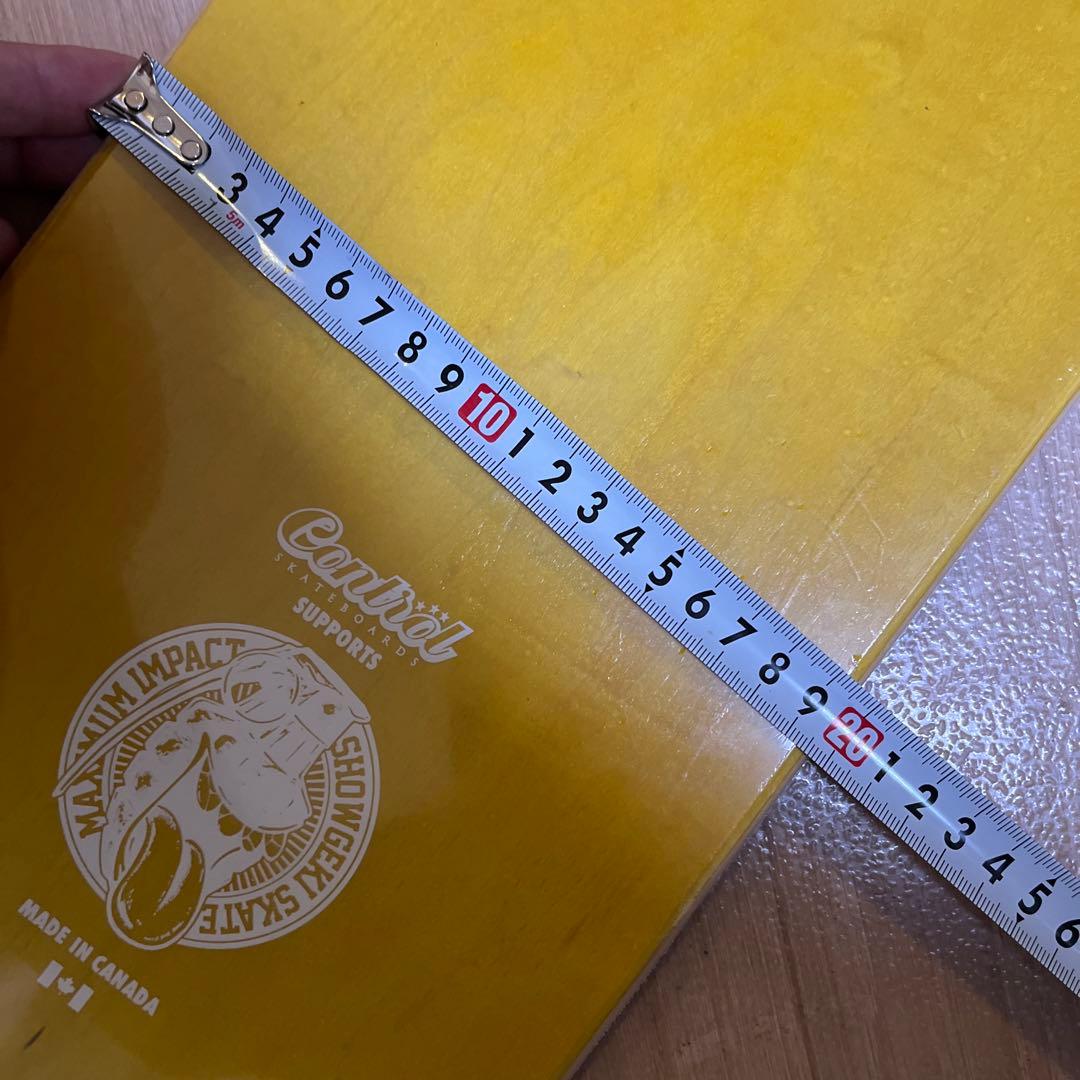 3 4 5 6 7 8 9 10 1 2 3 4 5 6 7 8 9 20 1 2 3 4 5 6
5m
Control
SKATEBOARDS
SUPPORTS
MAXIMUM IMPACT
SHOWGEKI SKATE
MADE IN CANADA